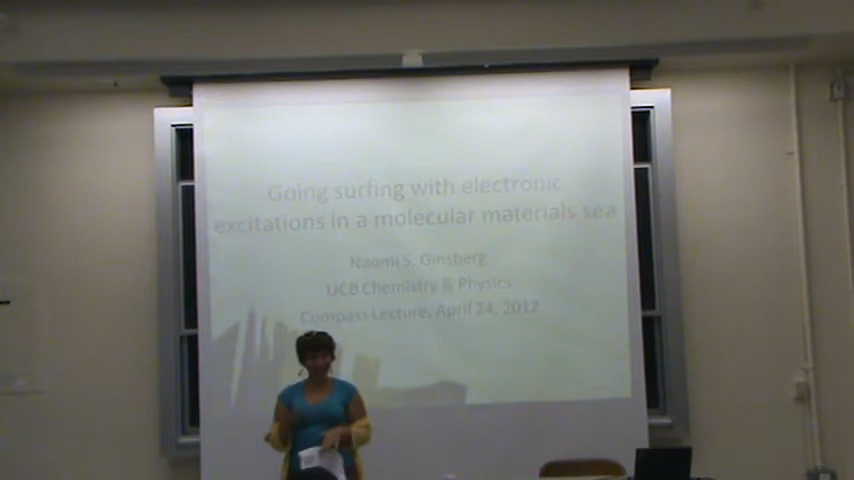 Going surfing with electronic
excitations in a molecular materials sea
Naomi S. Ginsberg
UCB Chemistry & Physics
Compass Lecture, April 24, 2012